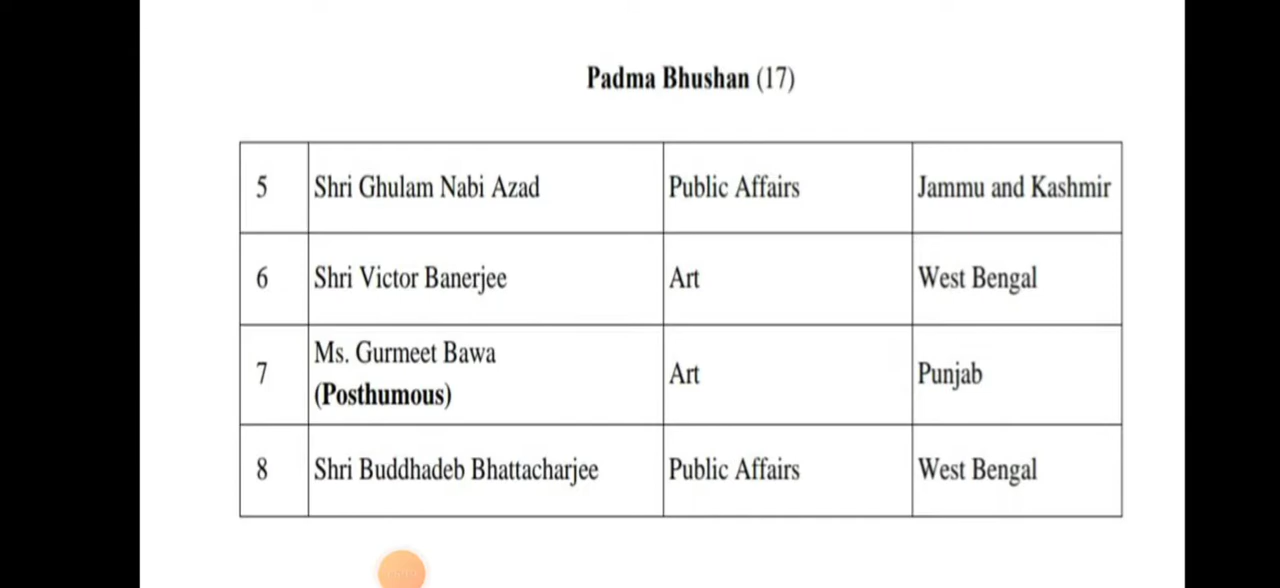 Padma Bhushan (17)
5 Shri Ghulam Nabi Azad Public Affairs Jammu and Kashmir
6 Shri Victor Banerjee Art West Bengal
7 Ms. Gurmeet Bawa (Posthumous) Art Punjab
8 Shri Buddhadeb Bhattacharjee Public Affairs West Bengal